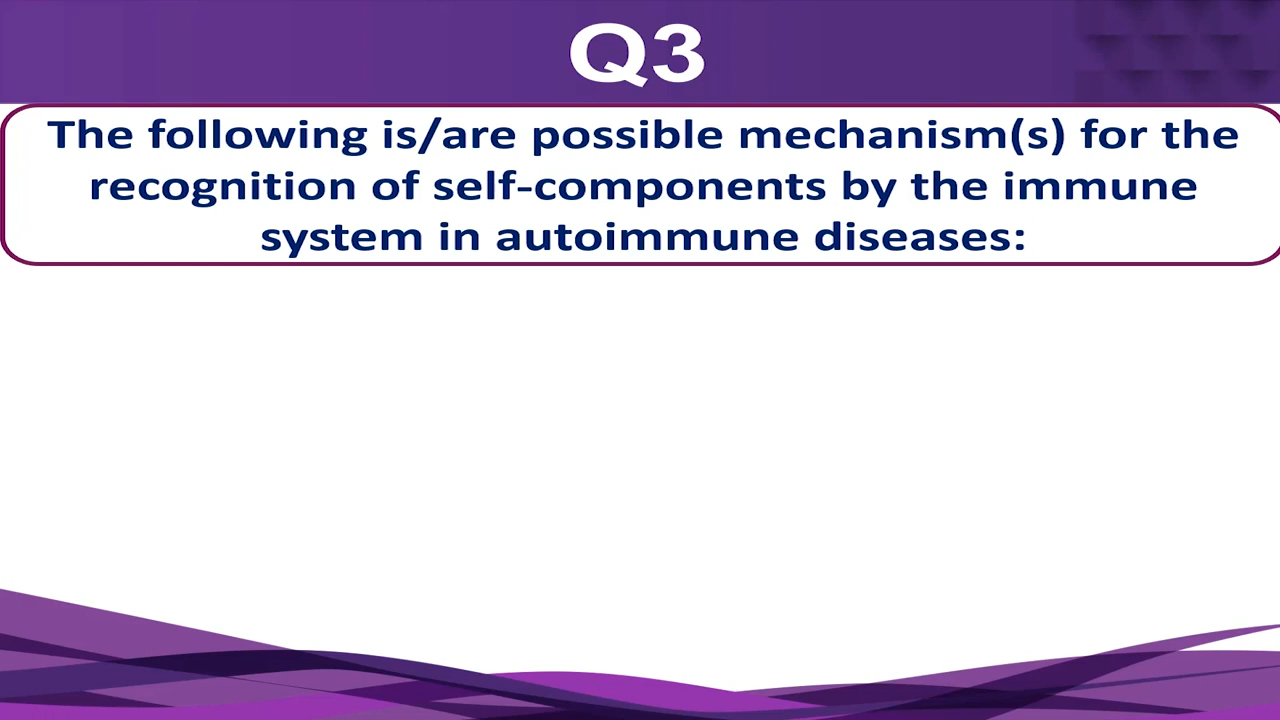 Q3
The following is/are possible mechanism(s) for the
recognition of self-components by the immune
system in autoimmune diseases: